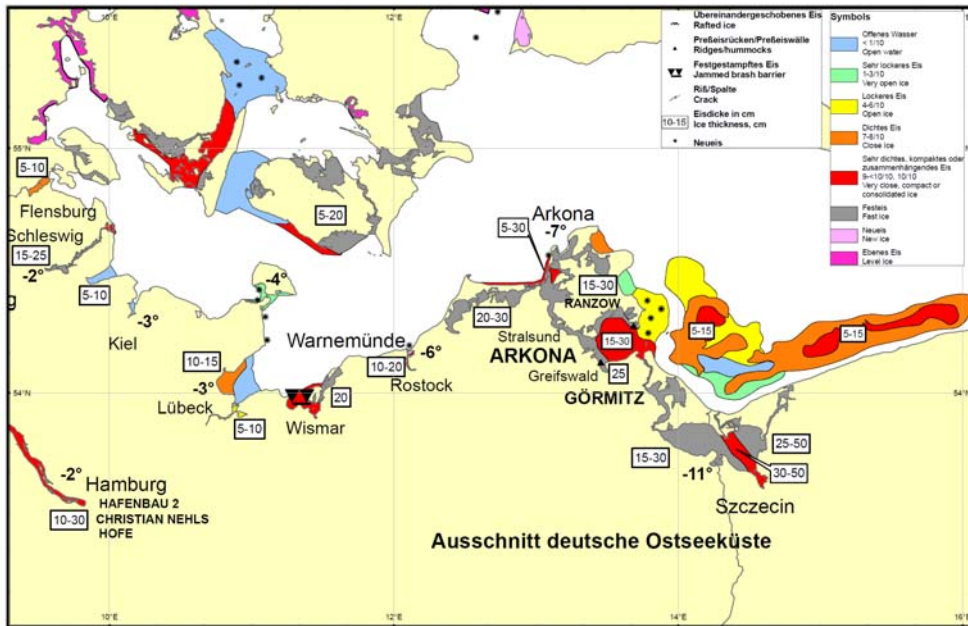 10°E
12°E
Übereinandergeschobenes Eis
Rafted ice
Preßeisrücken/Preßeiswälle
Ridges/hummocks
Festgestampftes Eis
Jammed brash barrier
Riß/Spalte
Crack
10-15
Eisdicke in cm
Ice thickness, cm
Neueis
Symbols
Offenes Wasser
< 1/10
Open water
Sehr lockeres Eis
1-3/10
Very open ice
Lockeres Eis
4-6/10
Open ice
Dichtes Eis
7-8/10
Close Ice
Sehr dichtes, kompaktes oder
zusammenhängendes Eis
9-<10/10, 10/10
Very close, compact or
consolidated Ice
Festeis
Fast ice
Neueis
New ice
Ebenes Eis
Level Ice
55°N
5-10
Flensburg
Schleswig
15-25
-2°
g
5-10
-3°
Kiel
-4°
5-20
5-30
Arkona
-7°
15-30
RANZOW
20-30
Stralsund
15-30
ARKONA
Greifswald
25
GÖRMITZ
5-15
5-15
Warnemünde
-6°
10-20
Rostock
10-15
-3°
Lübeck
5-10
20
Wismar
54°N
54°N
15-30
25-50
-11°
30-50
Szczecin
-2°
Hamburg
10-30
HAFENBAU 2
CHRISTIAN NEHLS
HOFE
Ausschnitt deutsche Ostseeküste
10°E
12°E
14°E
16°E